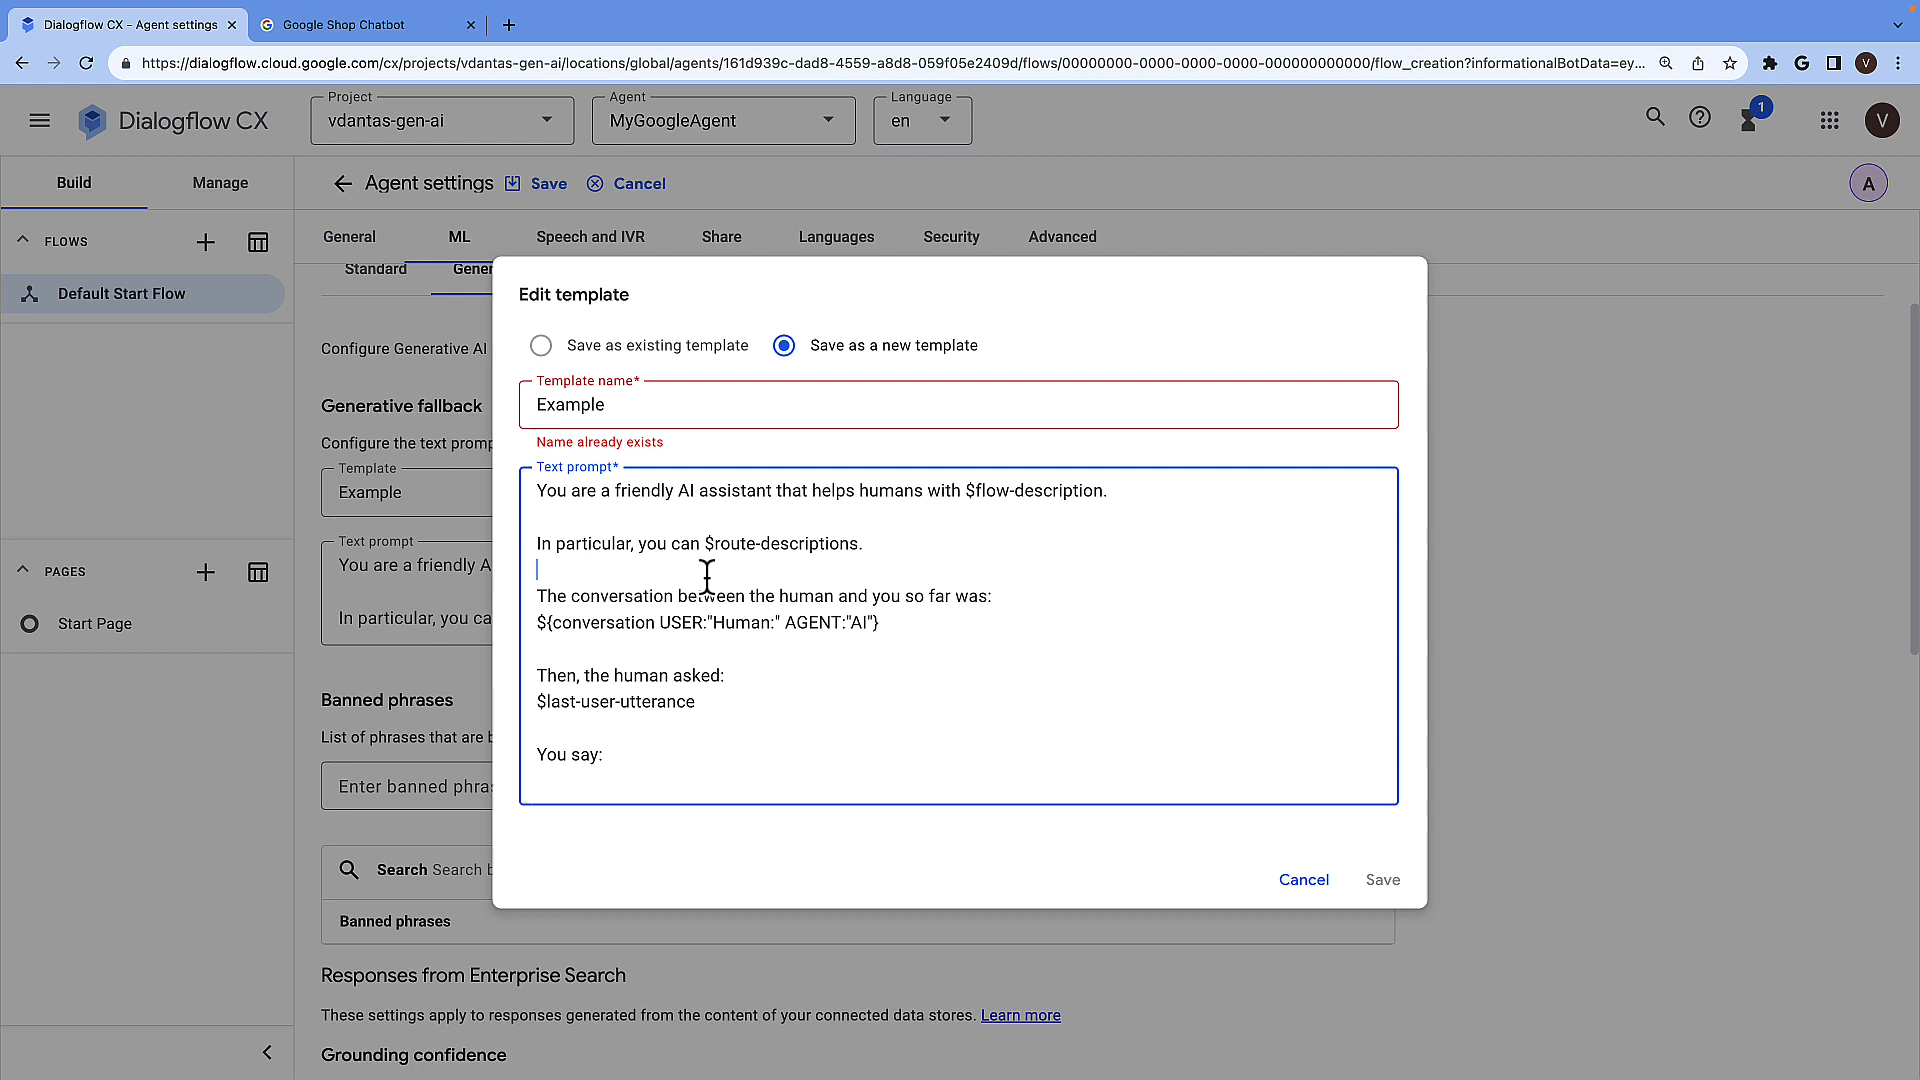 Dialogflow CX - Agent settings
Google Shop Chatbot
https://dialogflow.cloud.google.com/cx/projects/vdantas-gen-ai/locations/global/agents/161d939c-dad8-4559-a8d8-059f05e2409d/flows/00000000-0000-0000-0000-000000000000/flow_creation?informationalBotData=ey...
V
Dialogflow CX
Project
vdantas-gen-ai
Agent
MyGoogleAgent
Language
en
1
V
Build
Manage
Agent settings
Save
Cancel
A
FLOWS
Default Start Flow
PAGES
Start Page
General
ML
Speech and IVR
Share
Languages
Security
Advanced
Standard
Gener
Configure Generative AI
Generative fallback
Configure the text promp
Template
Example
Text prompt
You are a friendly A
In particular, you ca
Banned phrases
List of phrases that are b
Enter banned phra
Search Search b
Banned phrases
Responses from Enterprise Search
These settings apply to responses generated from the content of your connected data stores. Learn more
Grounding confidence
Edit template
Save as existing template
Save as a new template
Template name*
Example
Name already exists
Text prompt*
You are a friendly AI assistant that helps humans with $flow-description.
In particular, you can $route-descriptions.
The conversation between the human and you so far was:
${conversation USER:"Human:" AGENT:"AI"}
Then, the human asked:
$last-user-utterance
You say:
Cancel
Save